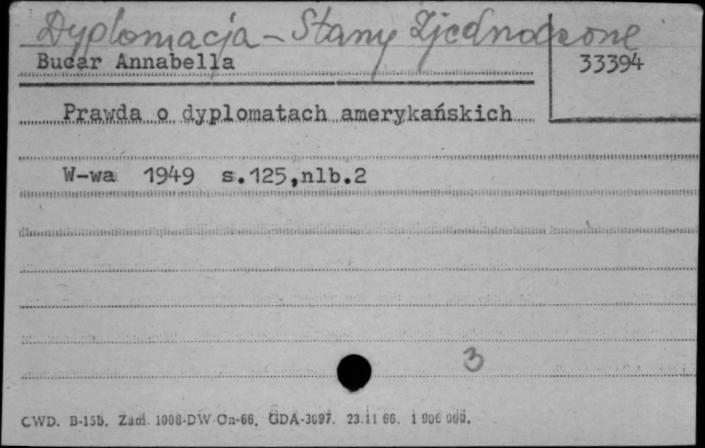 Dyplomacja - Stany Zjednoczone
Bucar Annabella 33394
Prawda o dyplomatach amerykańskich
W-wa 1949 s.125,nlb.2
3
CWD. B-15b. Zam. 1008-DW-On-66. GDA-3097. 23.11 66. 1 906 000.